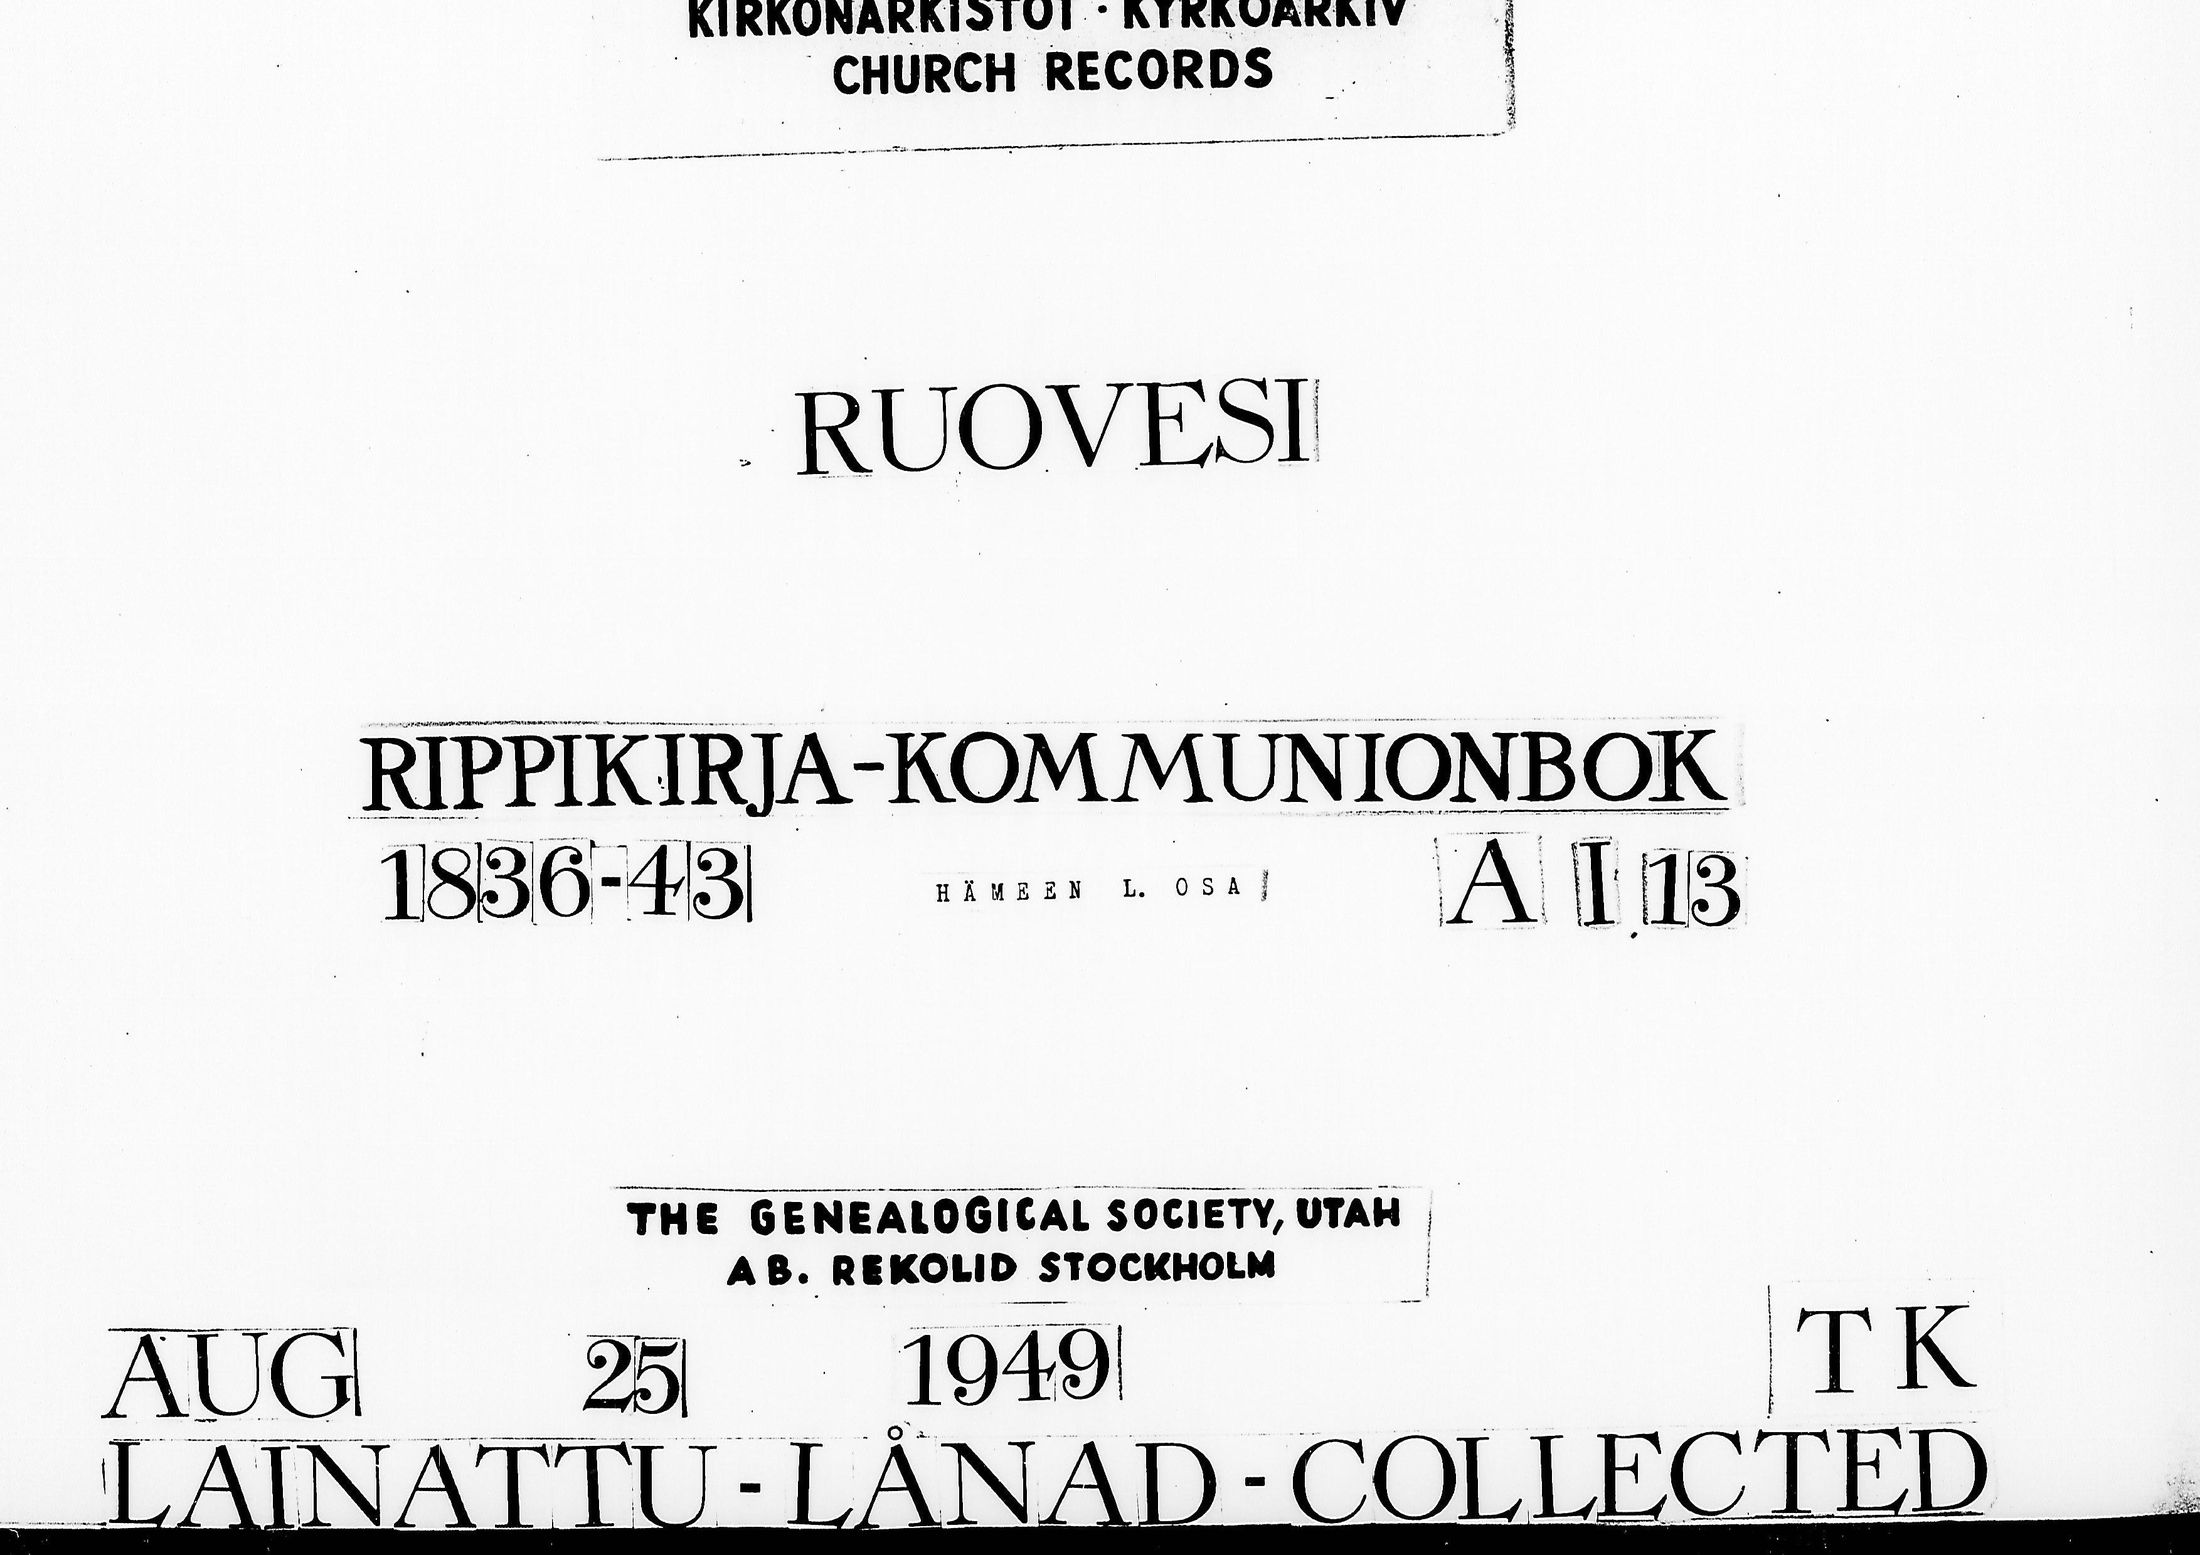 KIRKONARKISTOT · KYRKOARKIV
CHURCH RECORDS
RUOVESI
RIPPIKIRJA-KOMMUNIONBOK
1836-43 HÄMEEN L. OSA A I 13
THE GENEALOGICAL SOCIETY, UTAH
AB. REKOLID STOCKHOLM
AUG 25 1949 TK
LAINATTU - LÅNAD - COLLECTED